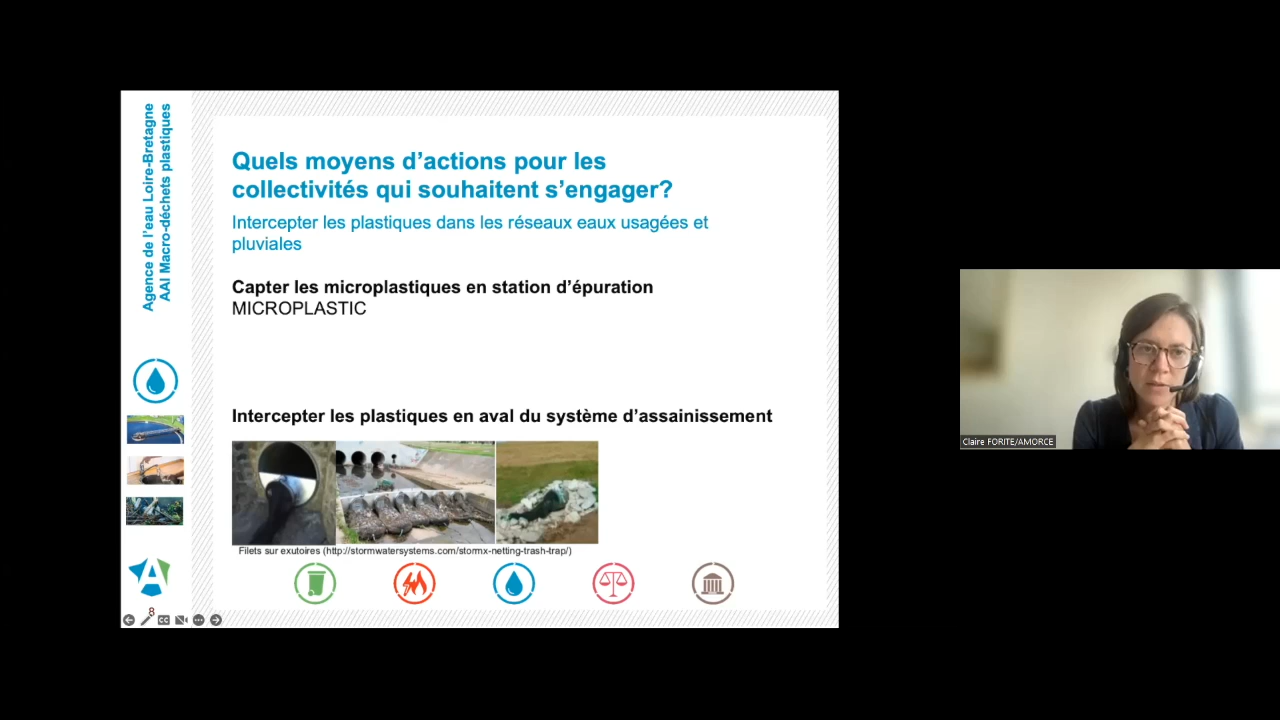 Agence de l'eau Loire-Bretagne
AAI Macro-déchets plastiques
Quels moyens d'actions pour les
collectivités qui souhaitent s'engager?
Intercepter les plastiques dans les réseaux eaux usagées et
pluviales
Capter les microplastiques en station d'épuration
MICROPLASTIC
Intercepter les plastiques en aval du système d'assainissement
Filets sur exutoires (http://stormwatersystems.com/stormx-netting-trash-trap/)
8
CC
Claire FORITE/AMORCE